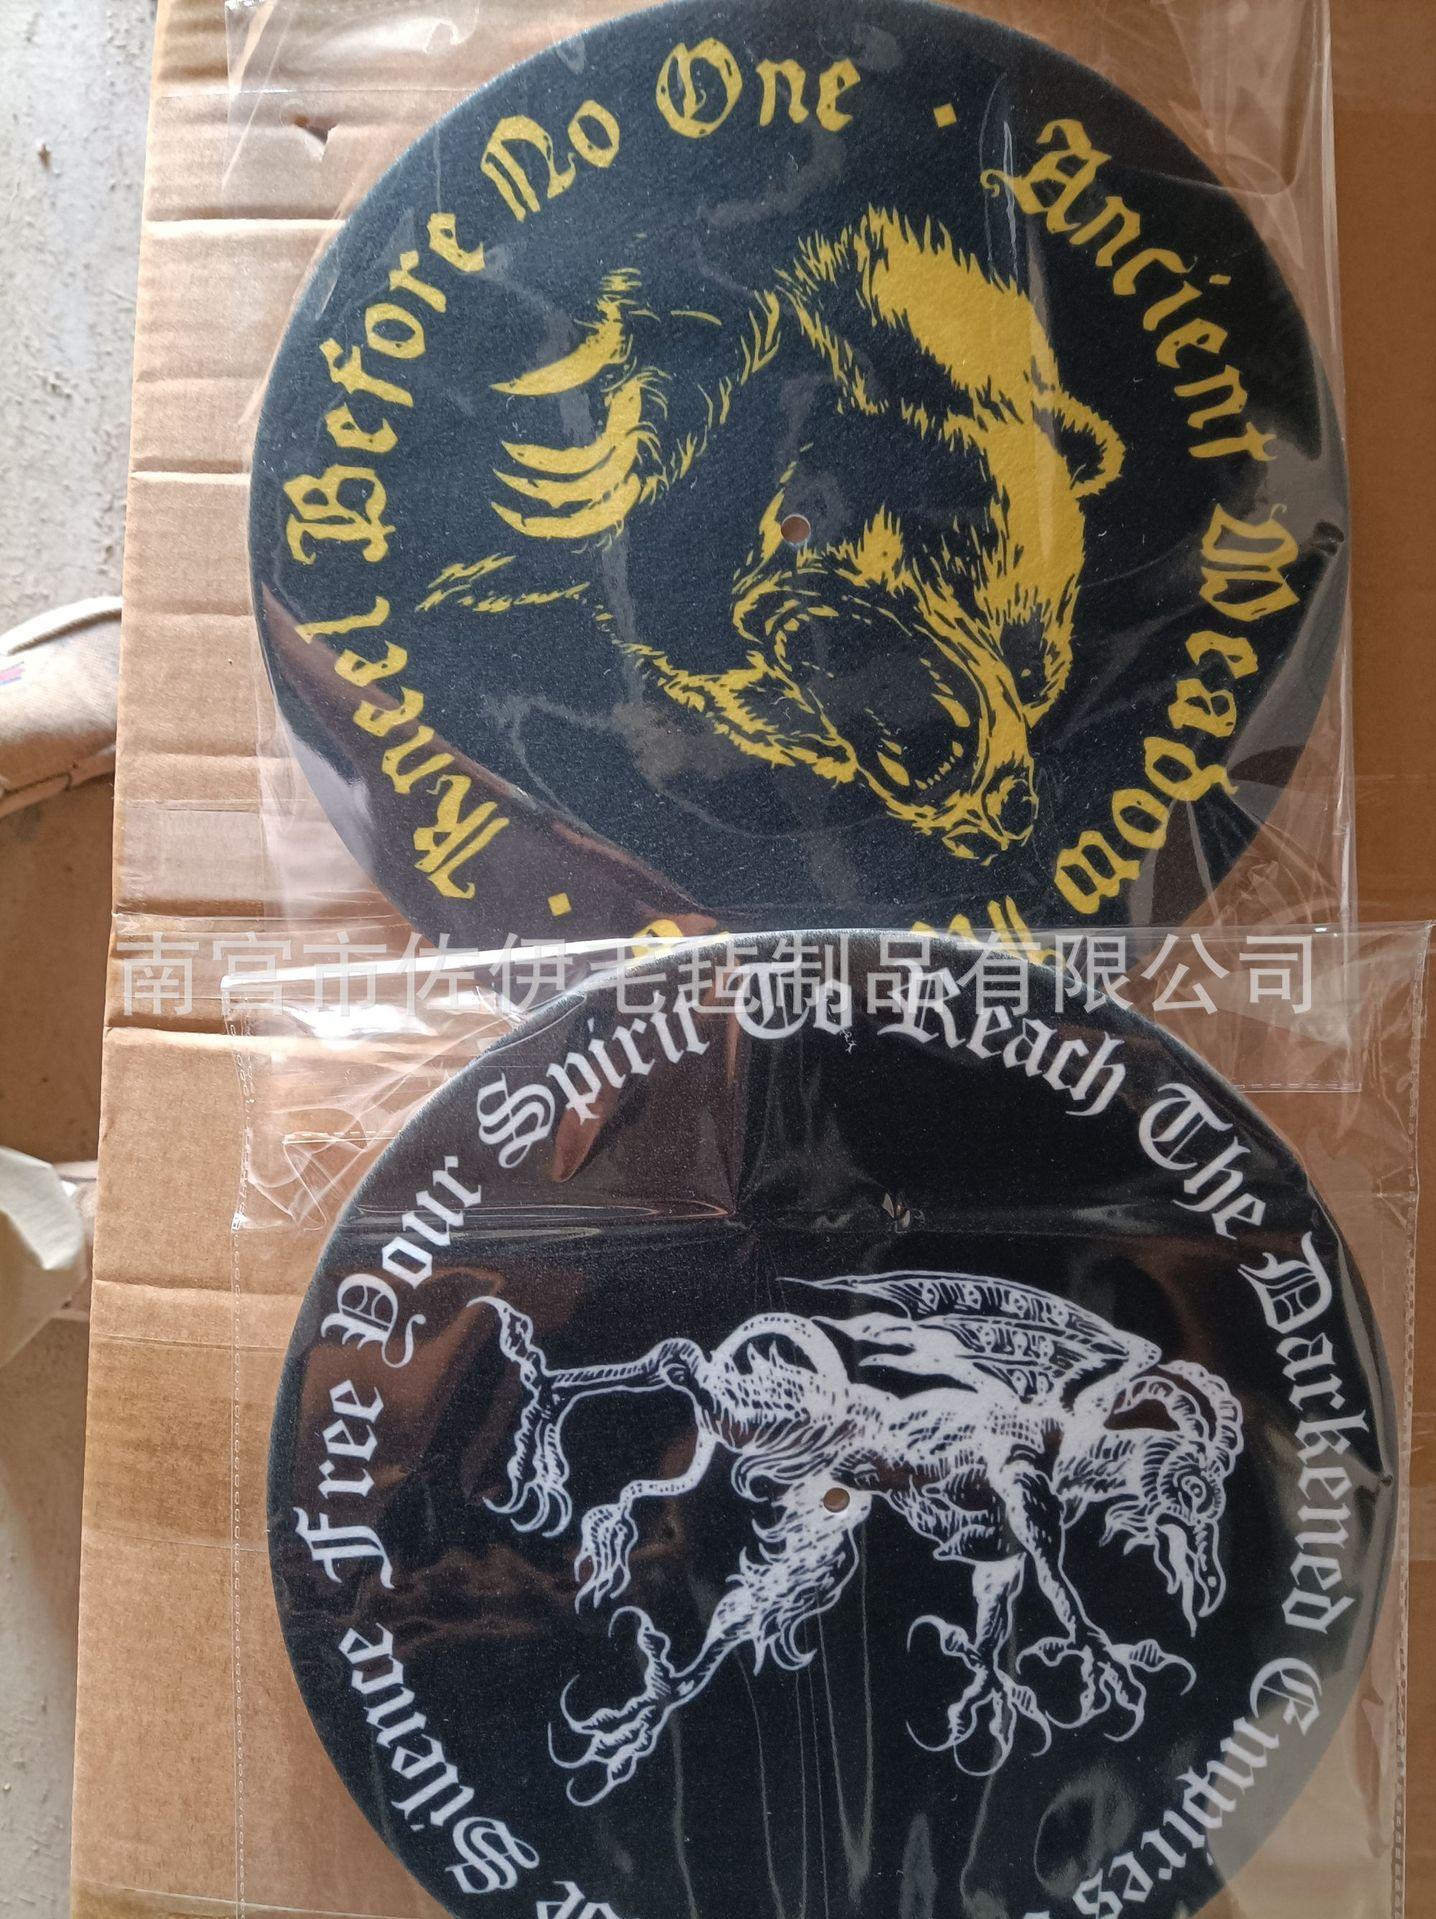 Kneel Before No One · Ancient Meadow
南宫市佐伊毛毡制品有限公司
Silence Free Your Spirit To Reach The Darkened Empires